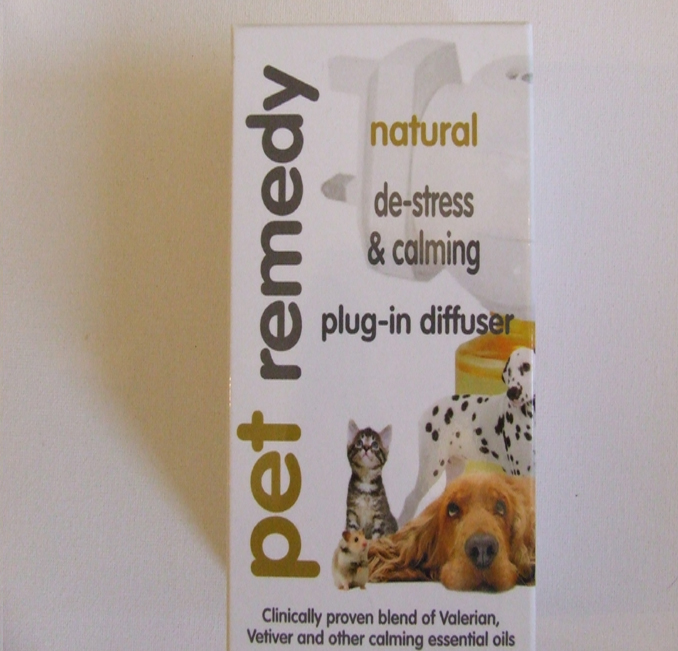 pet remedy
natural
de-stress
& calming
plug-in diffuser
Clinically proven blend of Valerian,
Vetiver and other calming essential oils